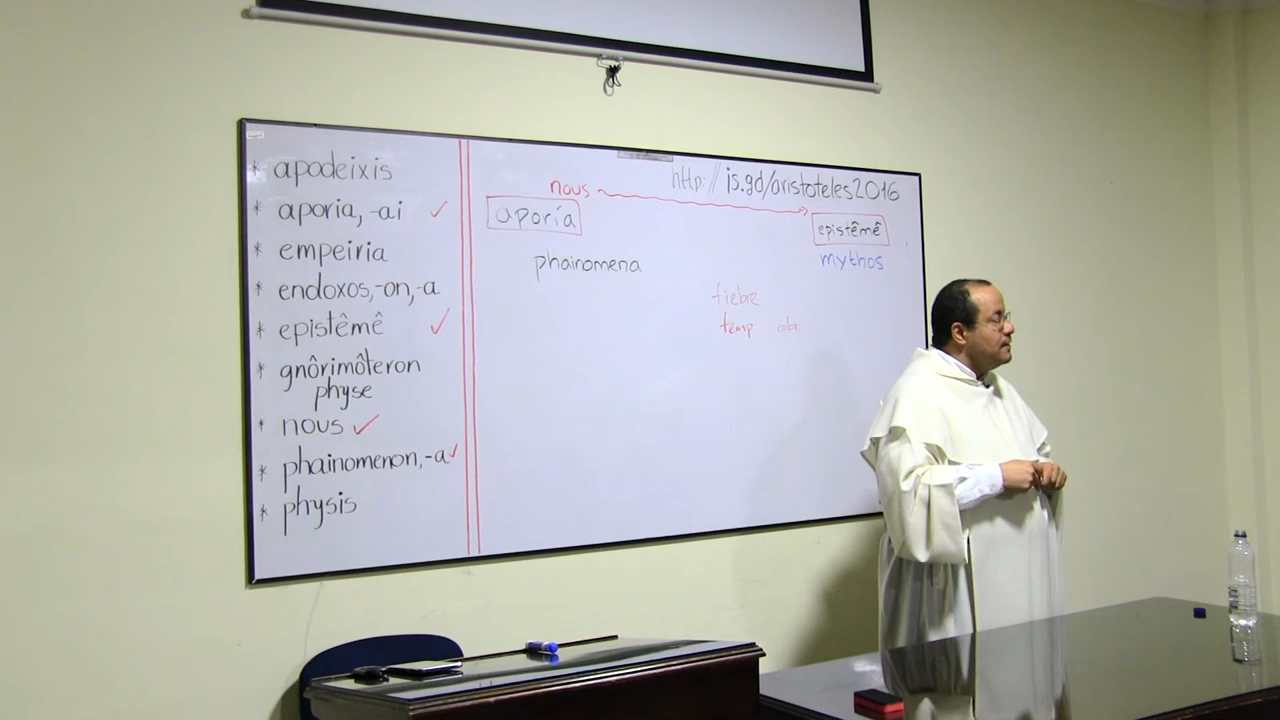 * apodeixis
* aporia, -ai ✓
* empeiria
* endoxos,-on,-a
* epistêmê ✓
* gnôrimôteron
physe
* nous ✓
* phainomenon,-a ✓
* physis
http://is.gd/aristoteles2016
nous
aporía
epistêmê
phainomena
mythos
fiebre
temp color